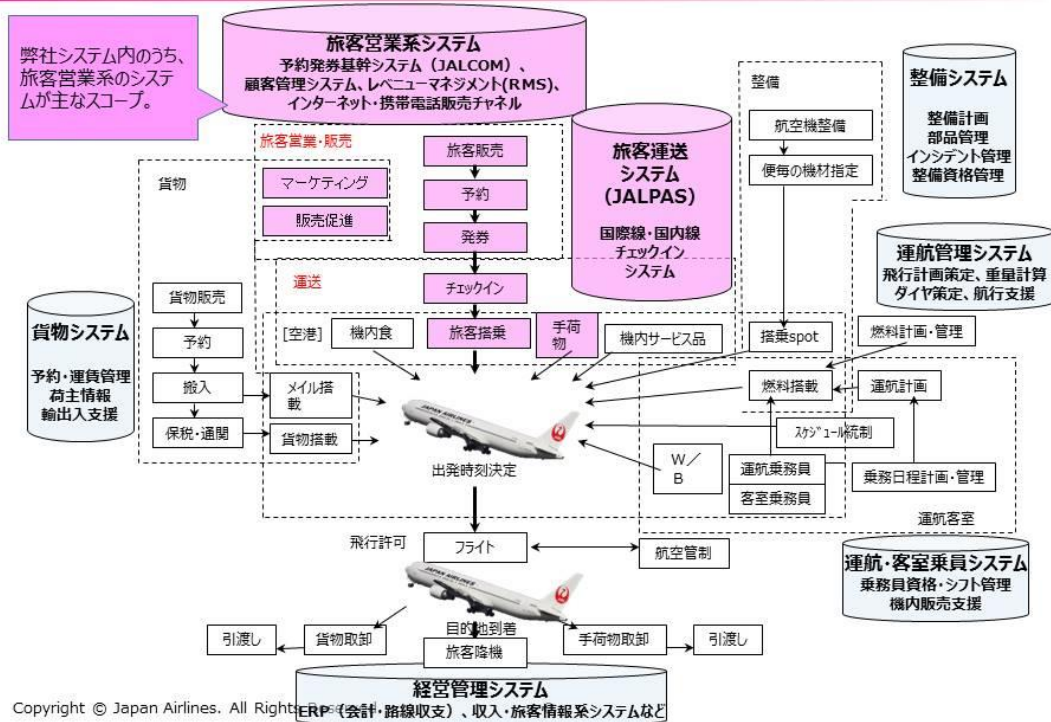 弊社システム内のうち、
旅客営業系のシステ
ムが主なスコープ。
旅客営業系システム
予約発券基幹システム（JALCOM）、
顧客管理システム、レベニューマネジメント(RMS)、
インターネット・携帯電話販売チャネル
整備システム
整備計画
部品管理
インシデント管理
整備資格管理
整備
航空機整備
便毎の機材指定
旅客営業・販売
マーケティング
販売促進
旅客販売
予約
発券
旅客運送
システム
（JALPAS）
国際線・国内線
チェックイン
システム
運航管理システム
飛行計画策定、重量計算
ダイヤ策定、航行支援
貨物
貨物販売
予約
搬入
保税・通関
メイル搭
載
貨物搭載
貨物システム
予約・運賃管理
荷主情報
輸出入支援
運送
チェックイン
[空港]
機内食
旅客搭乗
手荷
物
機内サービス品
搭乗spot
燃料計画・管理
燃料搭載
運航計画
スケジュール統制
JAPAN AIRLINES
出発時刻決定
W／
B
運航乗務員
客室乗務員
乗務日程計画・管理
運航客室
飛行許可
フライト
航空管制
運航・客室乗員システム
乗務員資格・シフト管理
機内販売支援
JAPAN AIRLINES
目的地到着
引渡し
貨物取卸
旅客降機
手荷物取卸
引渡し
経営管理システム
ERP（会計・路線収支）、収入・旅客情報系システムなど
Copyright © Japan Airlines. All Rights Reserved.